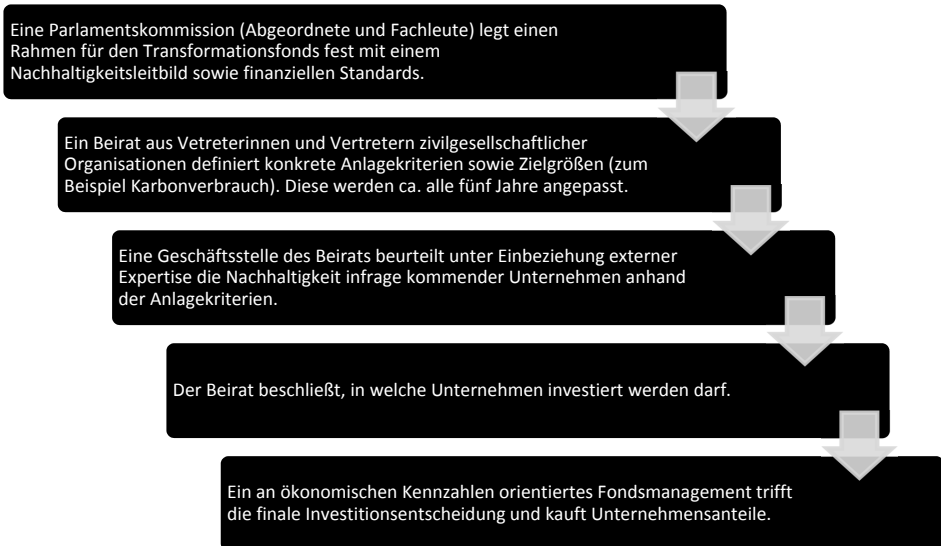 Eine Parlamentskommission (Abgeordnete und Fachleute) legt einen
Rahmen für den Transformationsfonds fest mit einem
Nachhaltigkeitsleitbild sowie finanziellen Standards.
Ein Beirat aus Vetreterinnen und Vertretern zivilgesellschaftlicher
Organisationen definiert konkrete Anlagekriterien sowie Zielgrößen (zum
Beispiel Karbonverbrauch). Diese werden ca. alle fünf Jahre angepasst.
Eine Geschäftsstelle des Beirats beurteilt unter Einbeziehung externer
Expertise die Nachhaltigkeit infrage kommender Unternehmen anhand
der Anlagekriterien.
Der Beirat beschließt, in welche Unternehmen investiert werden darf.
Ein an ökonomischen Kennzahlen orientiertes Fondsmanagement trifft
die finale Investitionsentscheidung und kauft Unternehmensanteile.